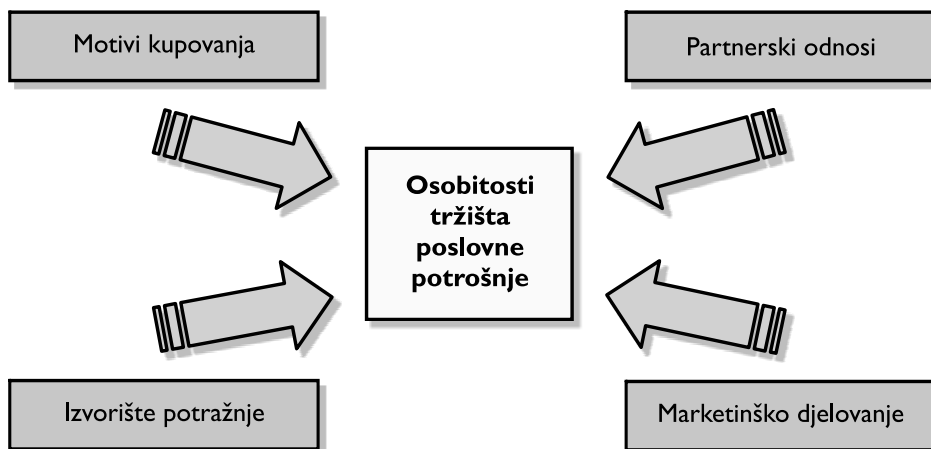 Motivi kupovanja
Partnerski odnosi
Osobitosti
tržišta
poslovne
potrošnje
Izvorište potražnje
Marketinško djelovanje